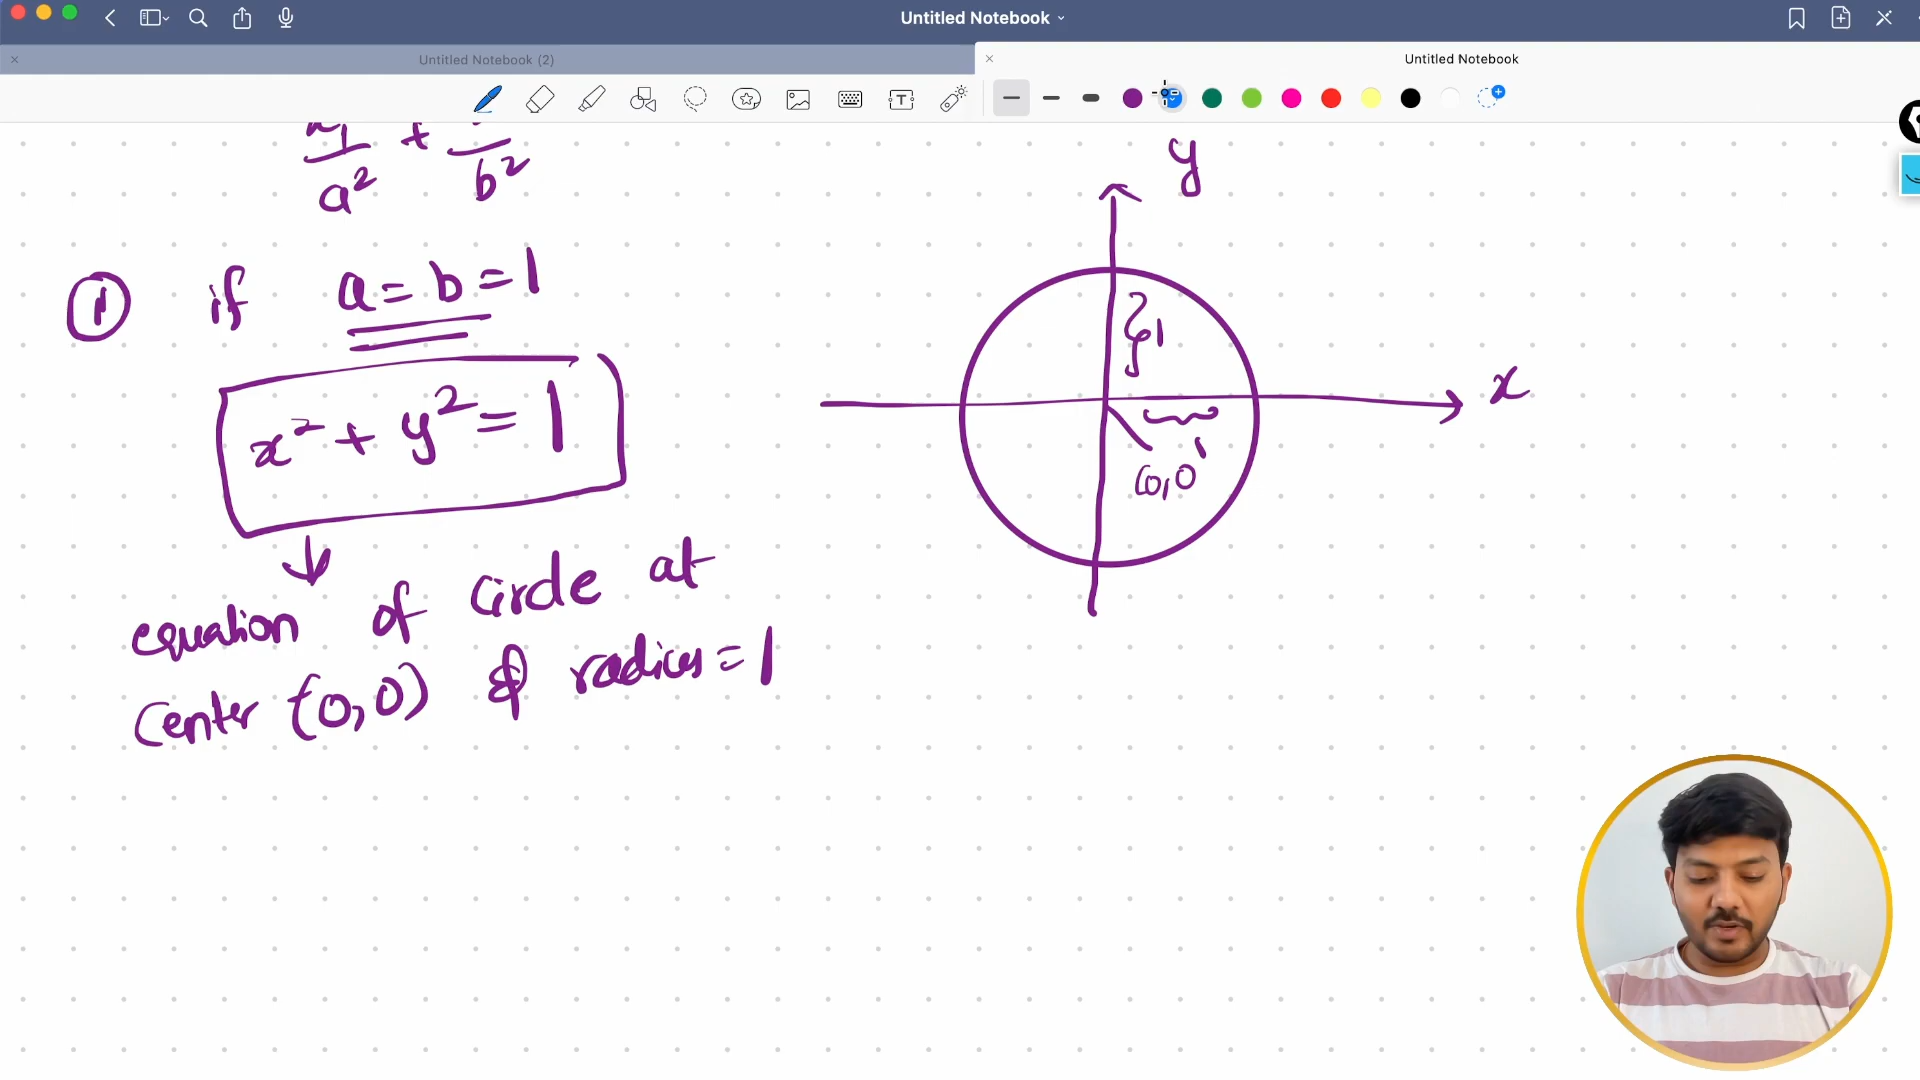 Untitled Notebook
Untitled Notebook (2)
Untitled Notebook
a² b²
① if a = b = 1
x² + y² = 1
equation of circle at
center (0,0) & radius = 1
y
1
x
1
(0,0